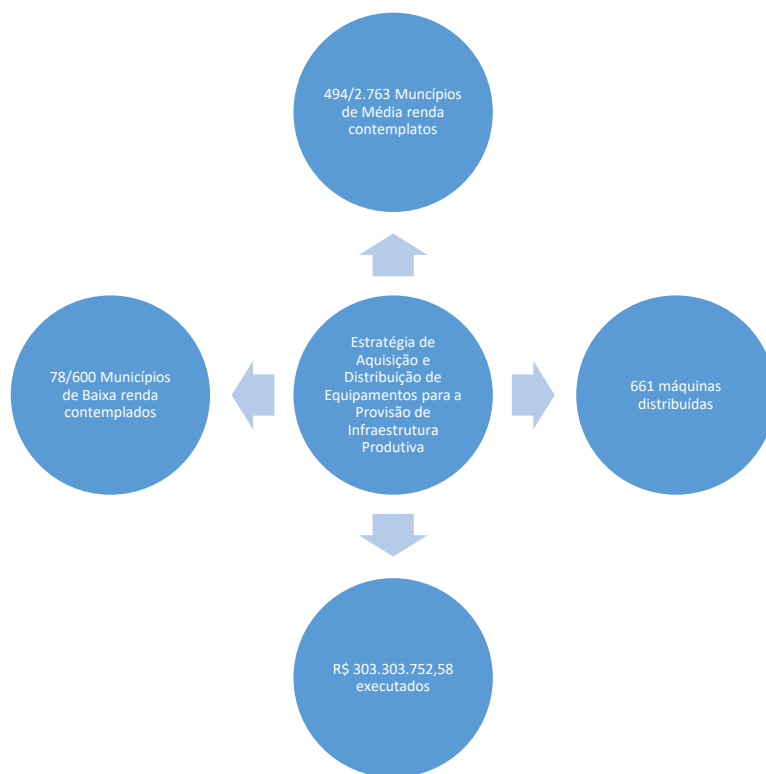 494/2.763 Muncípios
de Média renda
contemplatos
78/600 Municípios
de Baixa renda
contemplados
Estratégia de
Aquisição e
Distribuição de
Equipamentos para a
Provisão de
Infraestrutura
Produtiva
661 máquinas
distribuídas
R$ 303.303.752,58
executados